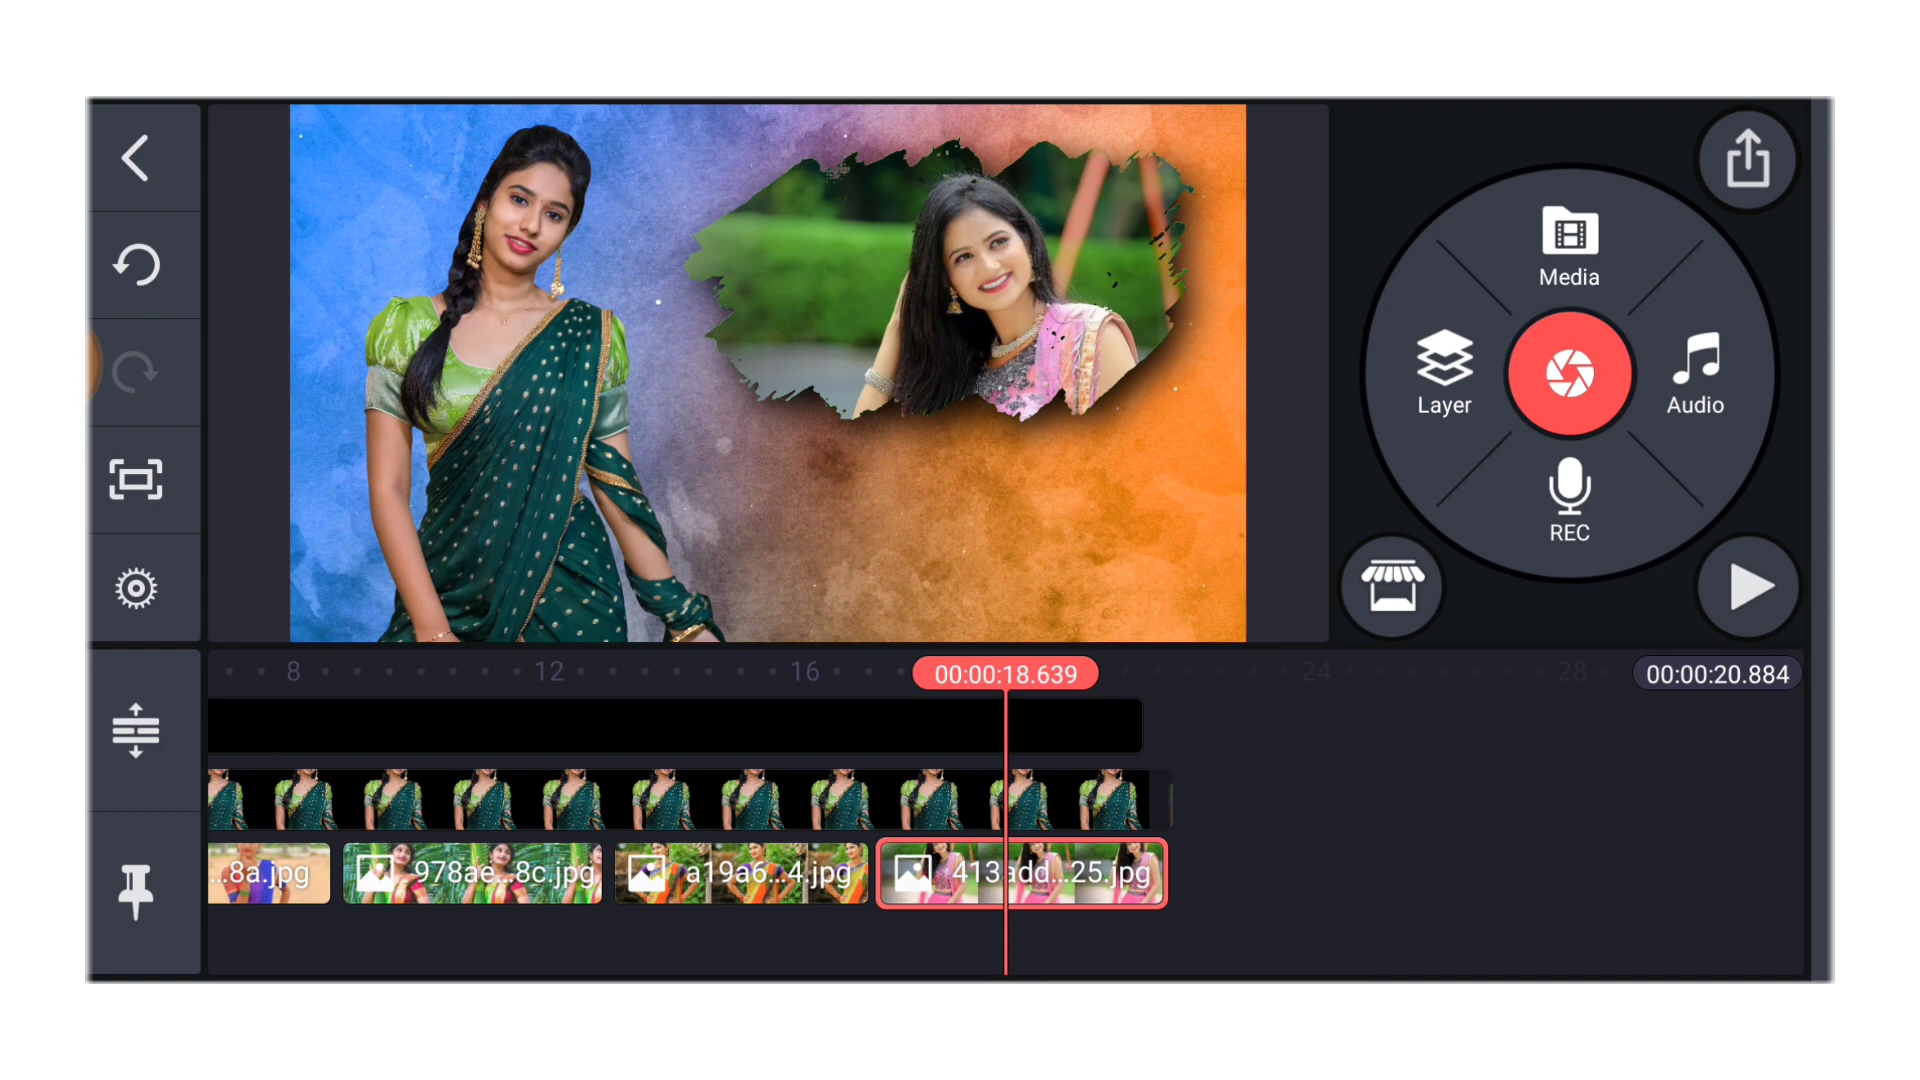 Media
Layer
Audio
REC
8
12
16
00:00:18.639
24
28
00:00:20.884
...8a.jpg
978ae...8c.jpg
a19a6...4.jpg
413add...25.jpg